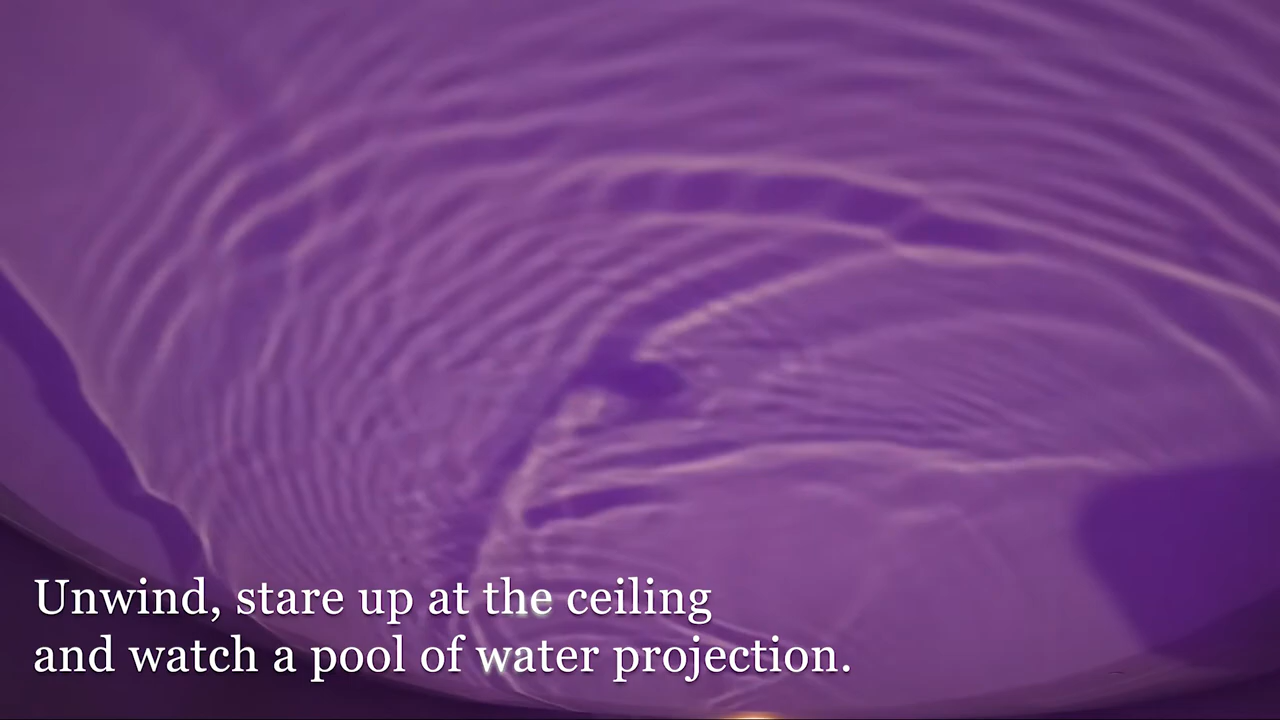 Unwind, stare up at the ceiling
and watch a pool of water projection.